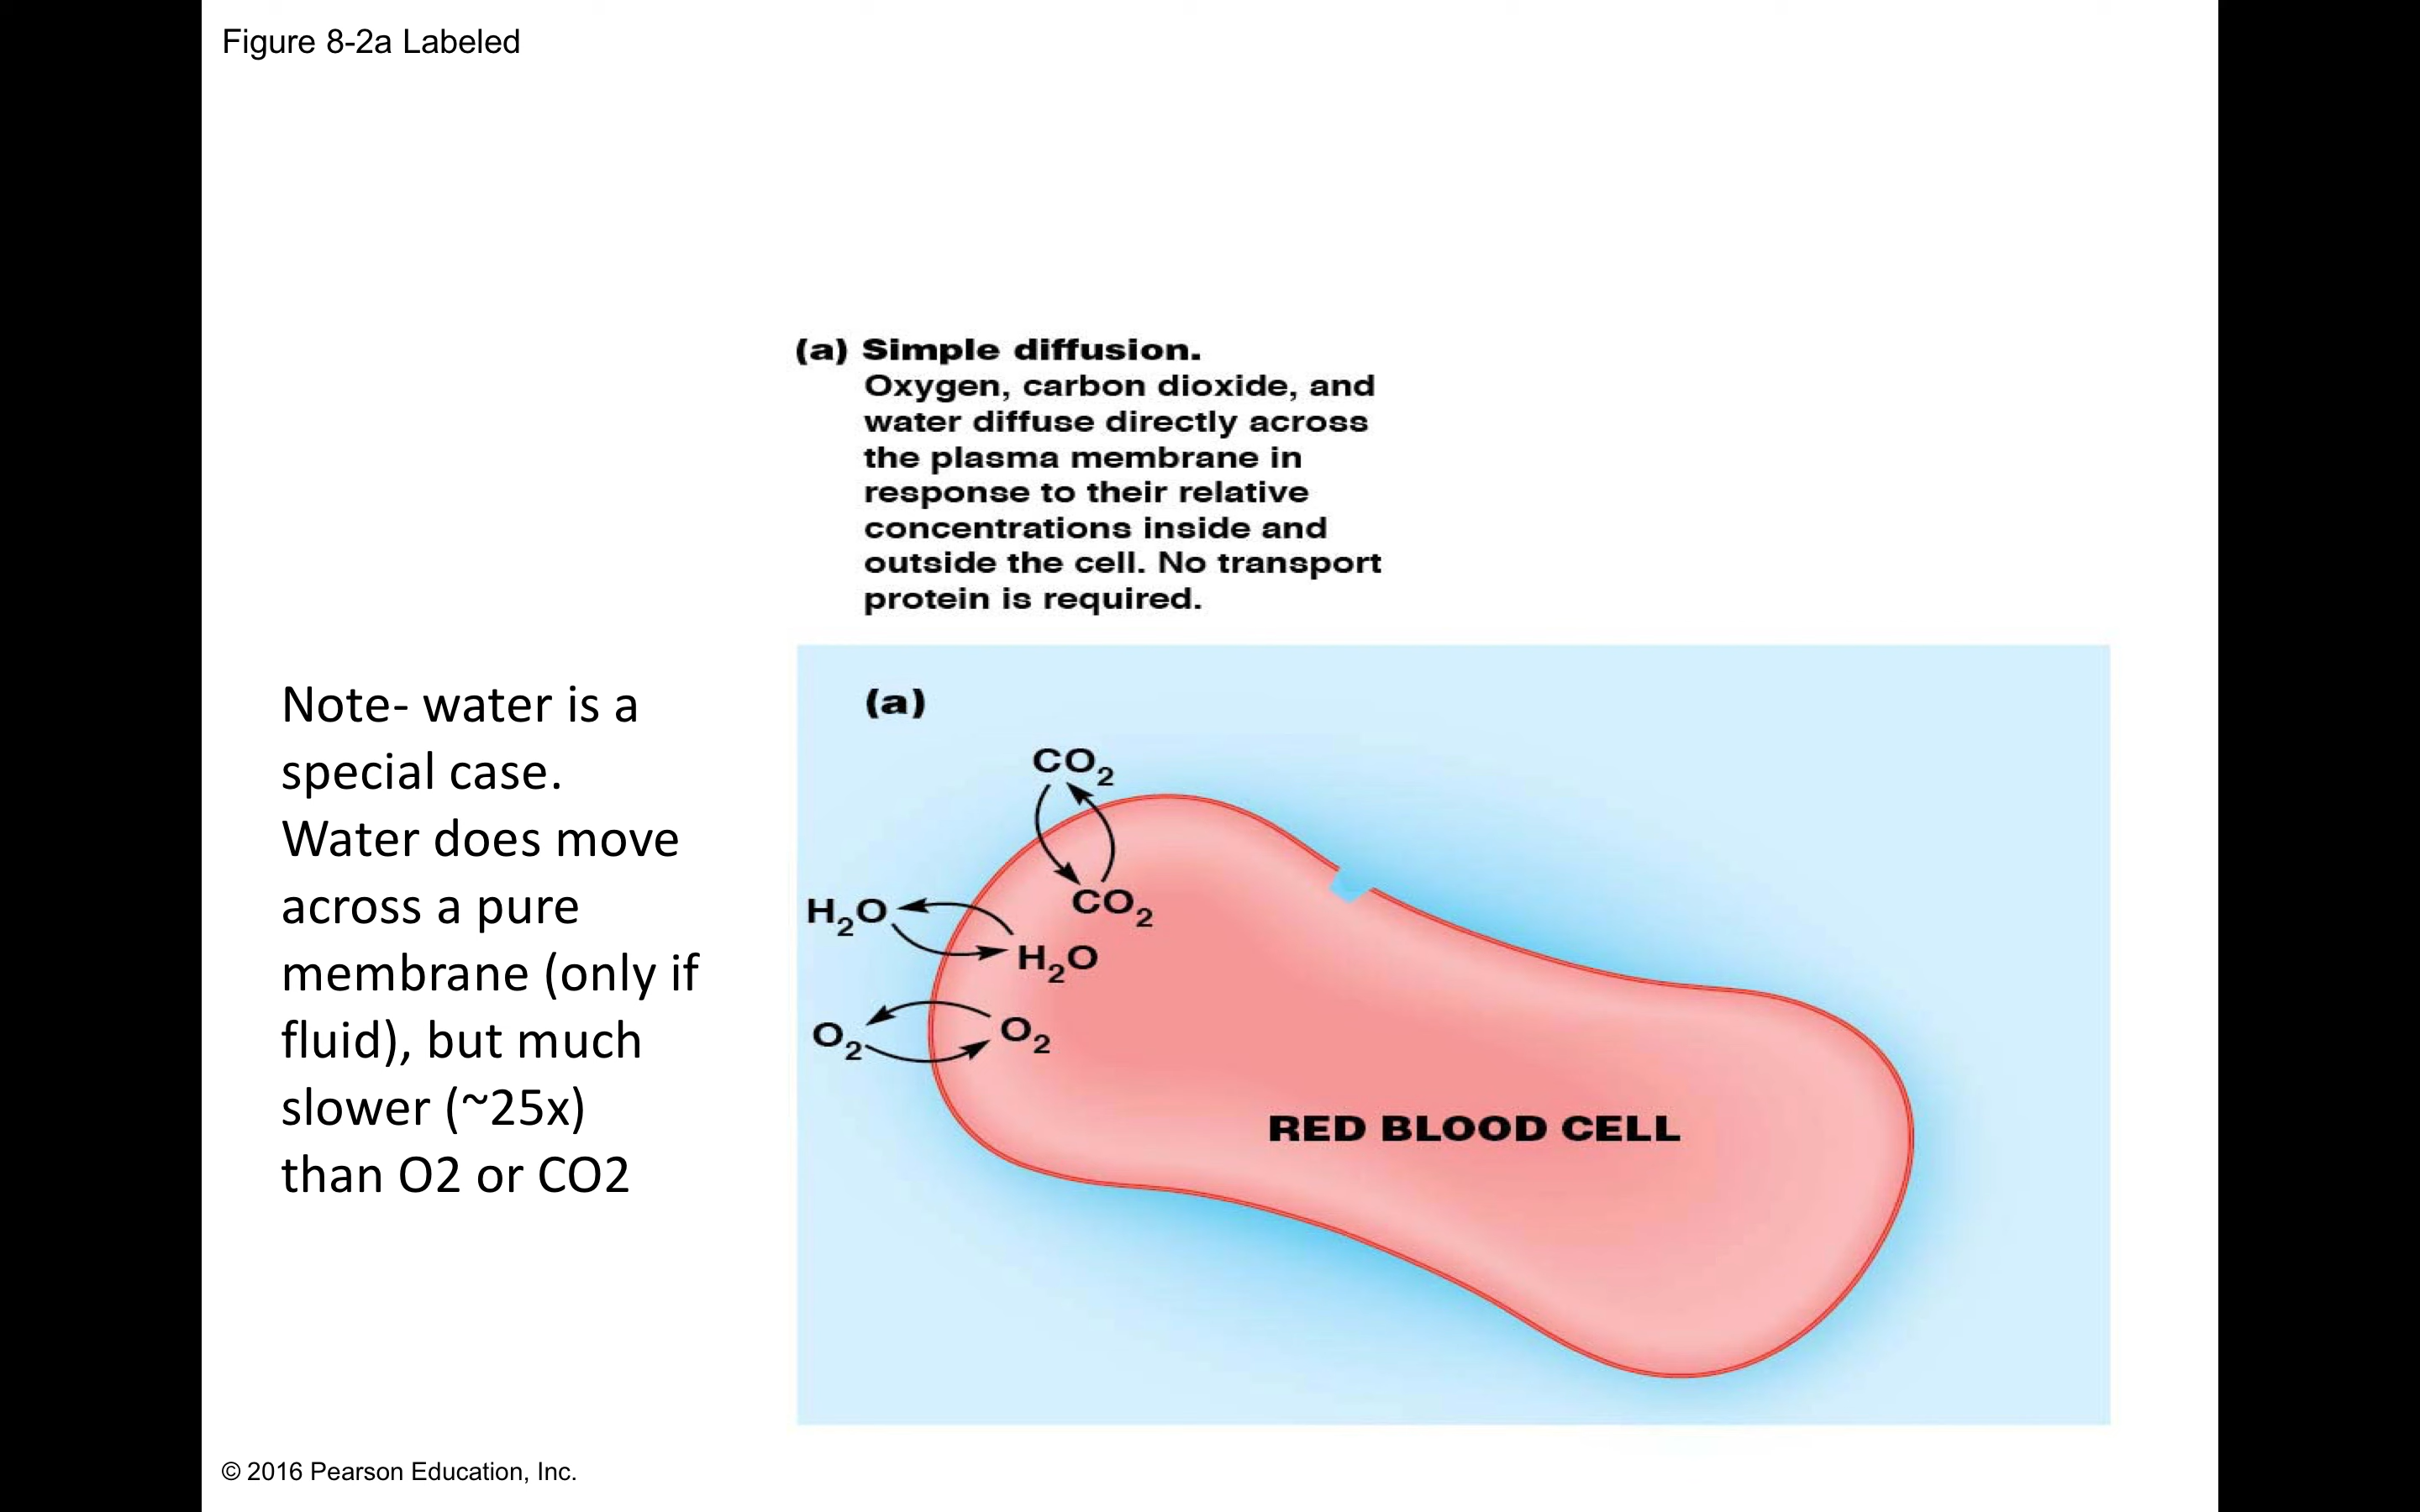 Figure 8-2a Labeled
(a) Simple diffusion.
Oxygen, carbon dioxide, and
water diffuse directly across
the plasma membrane in
response to their relative
concentrations inside and
outside the cell. No transport
protein is required.
Note- water is a
special case.
Water does move
across a pure
membrane (only if
fluid), but much
slower (~25x)
than O2 or CO2
(a)
CO₂
CO₂
H₂O
H₂O
O₂
O₂
RED BLOOD CELL
© 2016 Pearson Education, Inc.